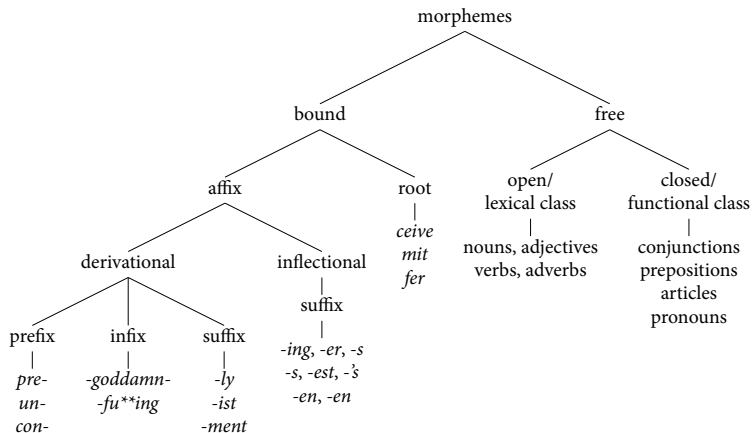 morphemes
bound
free
affix
root
open/
lexical class
closed/
functional class
ceive
mit
fer
nouns, adjectives
verbs, adverbs
conjunctions
prepositions
articles
pronouns
derivational
inflectional
suffix
prefix
infix
suffix
-ing, -er, -s
-s, -est, -'s
-en, -en
pre-
un-
con-
-goddamn-
-fu**ing
-ly
-ist
-ment